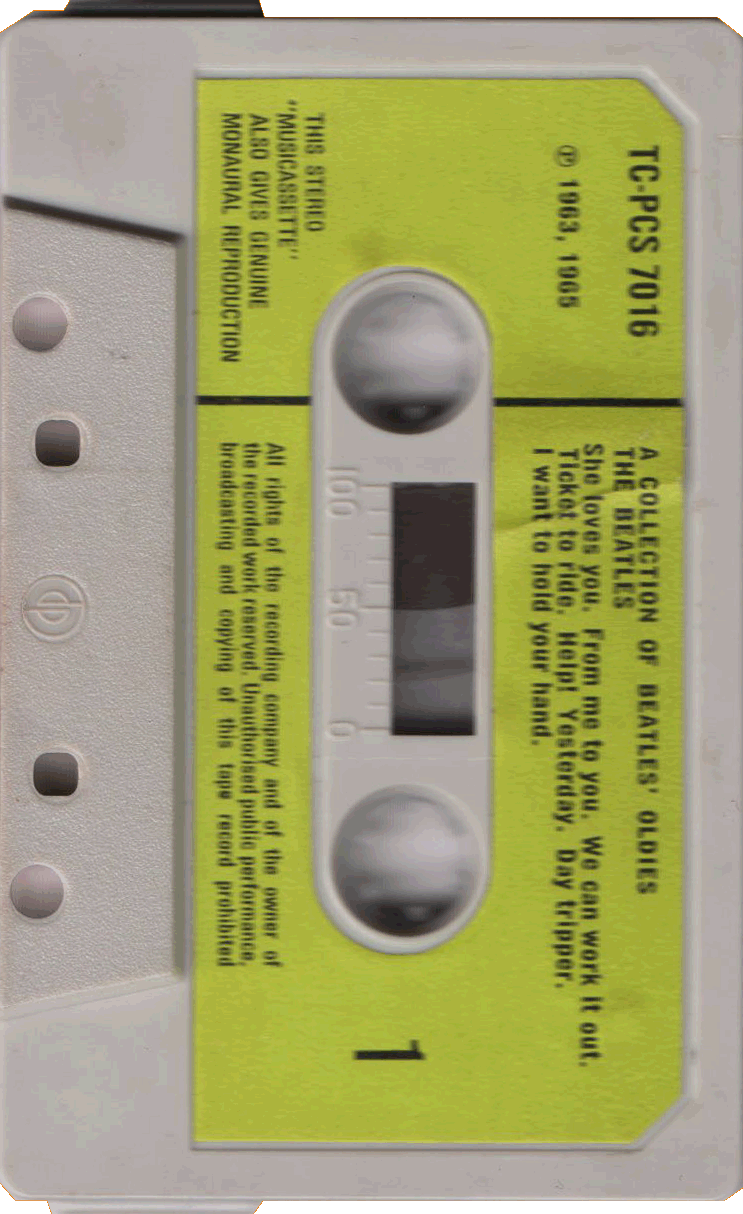 TC-PCS 7016
℗ 1963, 1965
A COLLECTION OF BEATLES' OLDIES
THE BEATLES
She loves you. From me to you. We can work it out.
Ticket to ride. Help! Yesterday. Day tripper.
I want to hold your hand.
100 50 0
1
THIS STEREO
"MUSICASSETTE'
ALSO GIVES GENUINE
MONAURAL REPRODUCTION
All rights of the recording company and of the owner of
the recorded work reserved. Unauthorised public performance,
broadcasting and copying of this tape record prohibited